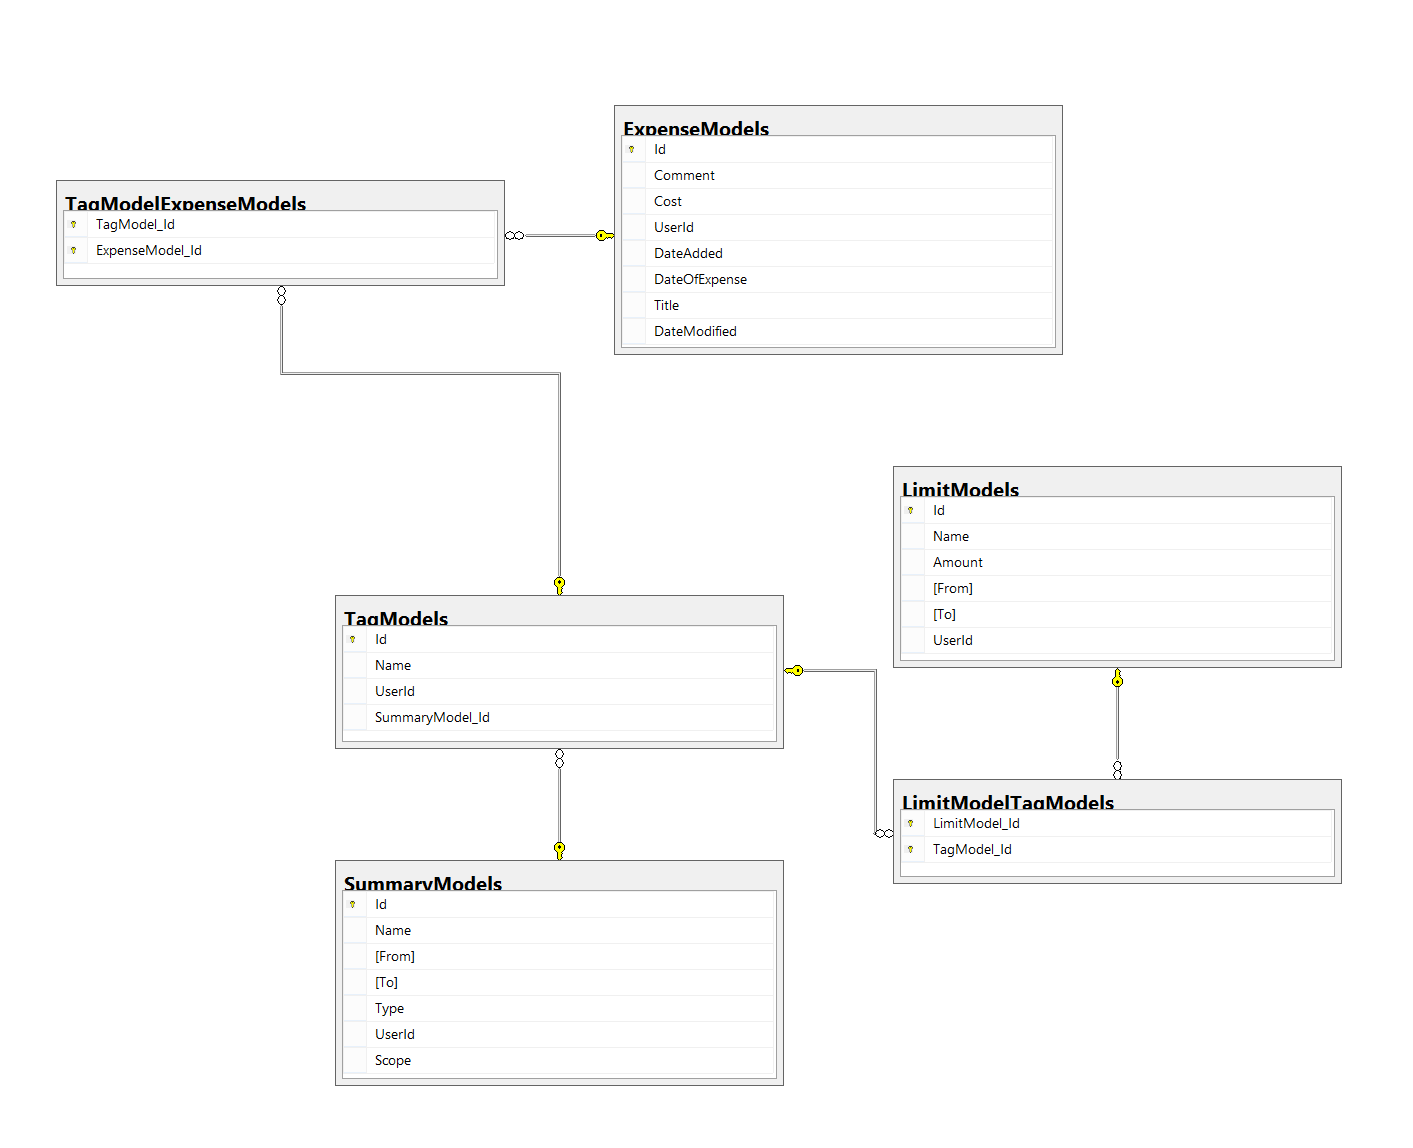 ExpenseModels
Id
Comment
Cost
UserId
DateAdded
DateOfExpense
Title
DateModified
TagModelExpenseModels
TagModel_Id
ExpenseModel_Id
LimitModels
Id
Name
Amount
[From]
[To]
UserId
TagModels
Id
Name
UserId
SummaryModel_Id
LimitModelTagModels
LimitModel_Id
TagModel_Id
SummaryModels
Id
Name
[From]
[To]
Type
UserId
Scope